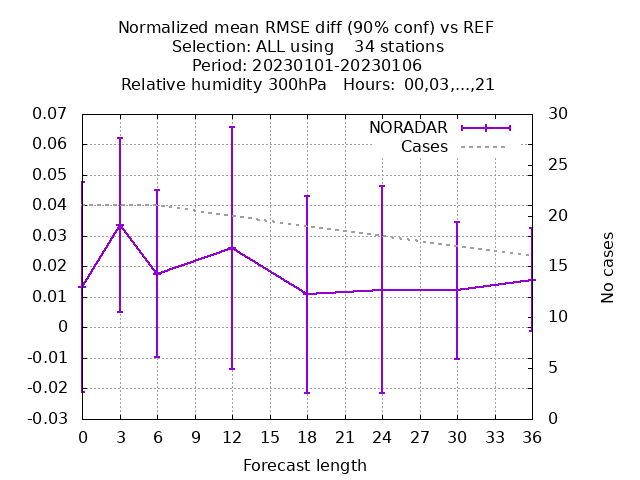 Normalized mean RMSE diff (90% conf) vs REF
Selection: ALL using    34 stations
Period: 20230101-20230106
Relative humidity 300hPa   Hours: 00,03,...,21
NORADAR
Cases
0.07
0.06
0.05
0.04
0.03
0.02
0.01
0
-0.01
-0.02
-0.03
30
25
20
15
10
5
0
No cases
0 3 6 9 12 15 18 21 24 27 30 33 36
Forecast length